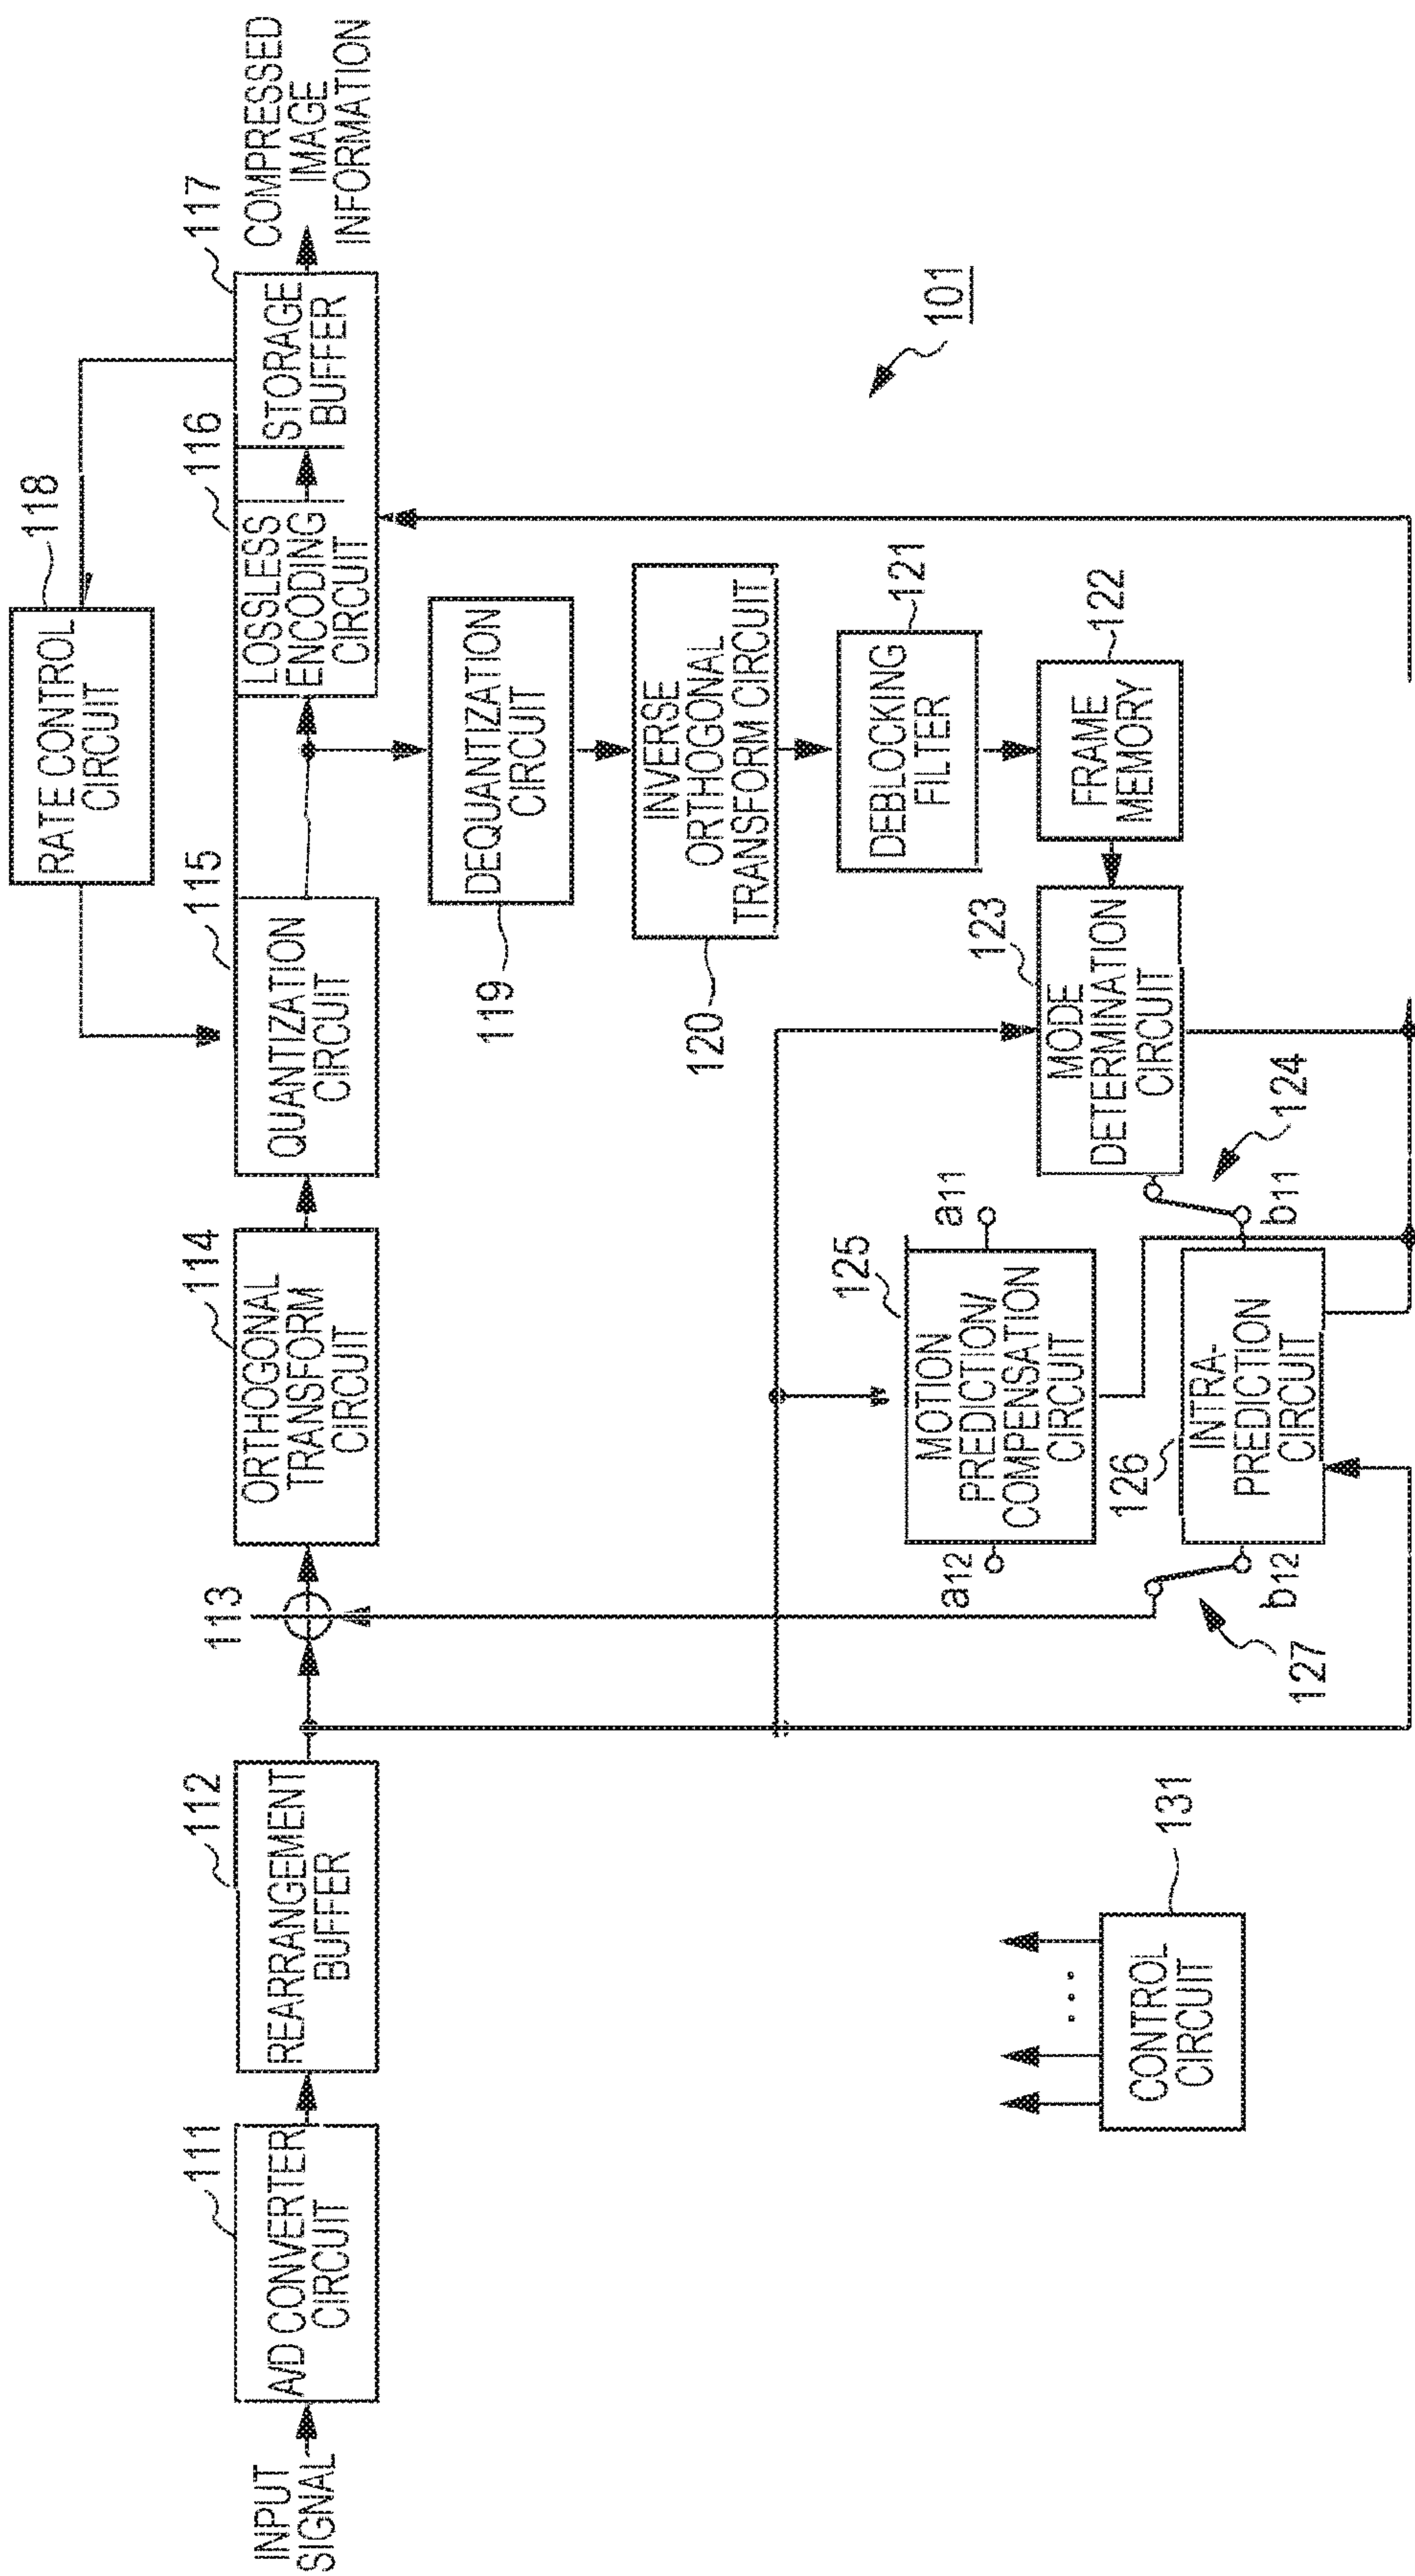 118
RATE CONTROL
CIRCUIT
INPUT
SIGNAL
111
A/D CONVERTER
CIRCUIT
112
REARRANGEMENT
BUFFER
113
114
ORTHOGONAL
TRANSFORM
CIRCUIT
115
QUANTIZATION
CIRCUIT
116
LOSSLESS
ENCODING
CIRCUIT
117
STORAGE
BUFFER
COMPRESSED
IMAGE
INFORMATION
119
DEQUANTIZATION
CIRCUIT
120
INVERSE
ORTHOGONAL
TRANSFORM CIRCUIT
121
DEBLOCKING
FILTER
101
122
FRAME
MEMORY
123
MODE
DETERMINATION
CIRCUIT
124
125
MOTION
PREDICTION/
COMPENSATION
CIRCUIT
a11
a12
126
INTRA-
PREDICTION
CIRCUIT
b11
b12
127
131
CONTROL
CIRCUIT
...